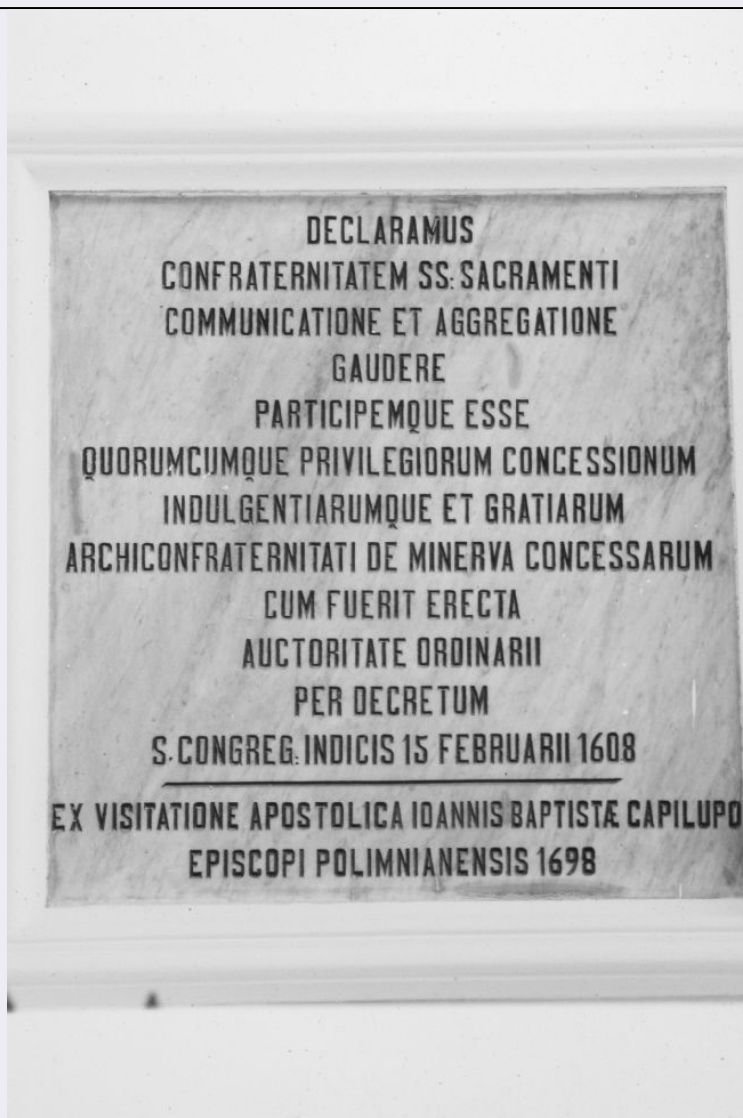 DECLARAMUS
CONFRATERNITATEM SS: SACRAMENTI
COMMUNICATIONE ET AGGREGATIONE
GAUDERE
PARTICIPEMQUE ESSE
QUORUMCUMQUE PRIVILEGIORUM CONCESSIONUM
INDULGENTIARUMQUE ET GRATIARUM
ARCHICONFRATERNITATI DE MINERVA CONCESSARUM
CUM FUERIT ERECTA
AUCTORITATE ORDINARII
PER DECRETUM
S. CONGREG: INDICIS 15 FEBRUARII 1608
EX VISITATIONE APOSTOLICA IOANNIS BAPTISTÆ CAPILUPO
EPISCOPI POLIMNIANENSIS 1698